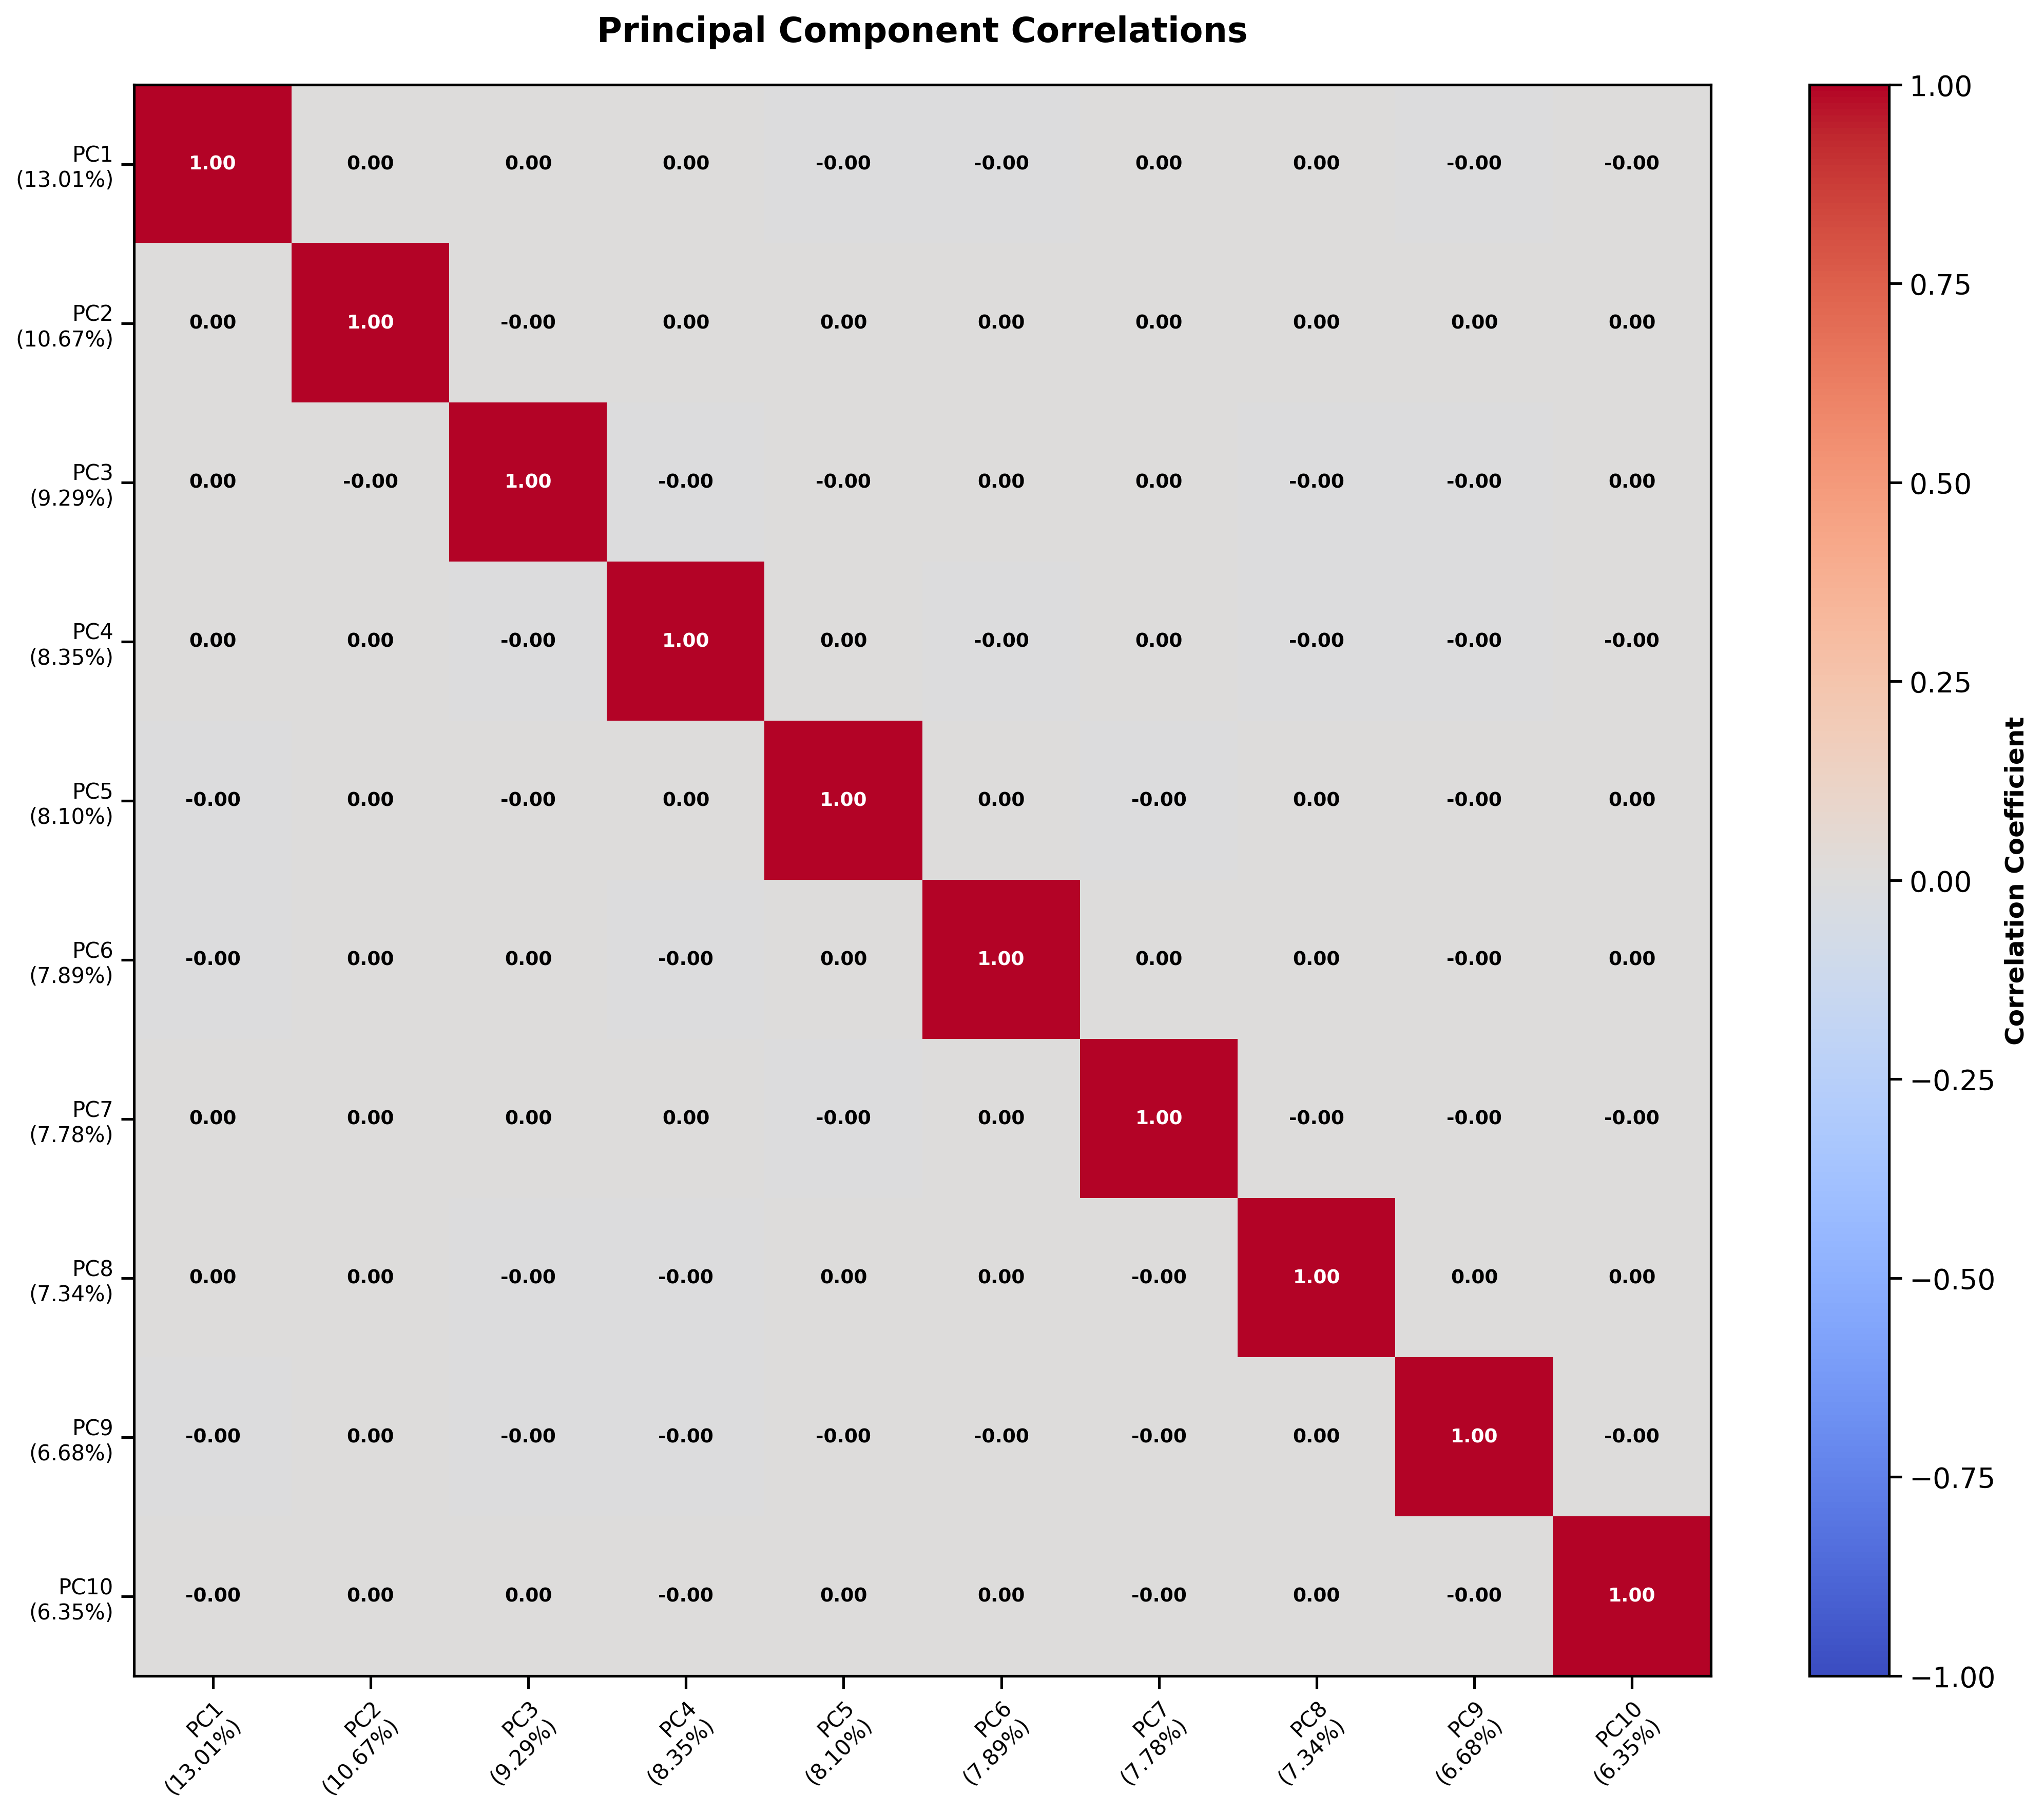 Principal Component Correlations
PC1
(13.01%)
1.00 0.00 0.00 0.00 -0.00 -0.00 0.00 0.00 -0.00 -0.00
PC2
(10.67%)
0.00 1.00 -0.00 0.00 0.00 0.00 0.00 0.00 0.00 0.00
PC3
(9.29%)
0.00 -0.00 1.00 -0.00 -0.00 0.00 0.00 -0.00 -0.00 0.00
PC4
(8.35%)
0.00 0.00 -0.00 1.00 0.00 -0.00 0.00 -0.00 -0.00 -0.00
PC5
(8.10%)
-0.00 0.00 -0.00 0.00 1.00 0.00 -0.00 0.00 -0.00 0.00
PC6
(7.89%)
-0.00 0.00 0.00 -0.00 0.00 1.00 0.00 0.00 -0.00 0.00
PC7
(7.78%)
0.00 0.00 0.00 0.00 -0.00 0.00 1.00 -0.00 -0.00 -0.00
PC8
(7.34%)
0.00 0.00 -0.00 -0.00 0.00 0.00 -0.00 1.00 0.00 0.00
PC9
(6.68%)
-0.00 0.00 -0.00 -0.00 -0.00 -0.00 -0.00 0.00 1.00 -0.00
PC10
(6.35%)
-0.00 0.00 0.00 -0.00 0.00 0.00 -0.00 0.00 -0.00 1.00
PC1
(13.01%)
PC2
(10.67%)
PC3
(9.29%)
PC4
(8.35%)
PC5
(8.10%)
PC6
(7.89%)
PC7
(7.78%)
PC8
(7.34%)
PC9
(6.68%)
PC10
(6.35%)
1.00
0.75
0.50
0.25
0.00
−0.25
−0.50
−0.75
−1.00
Correlation Coefficient